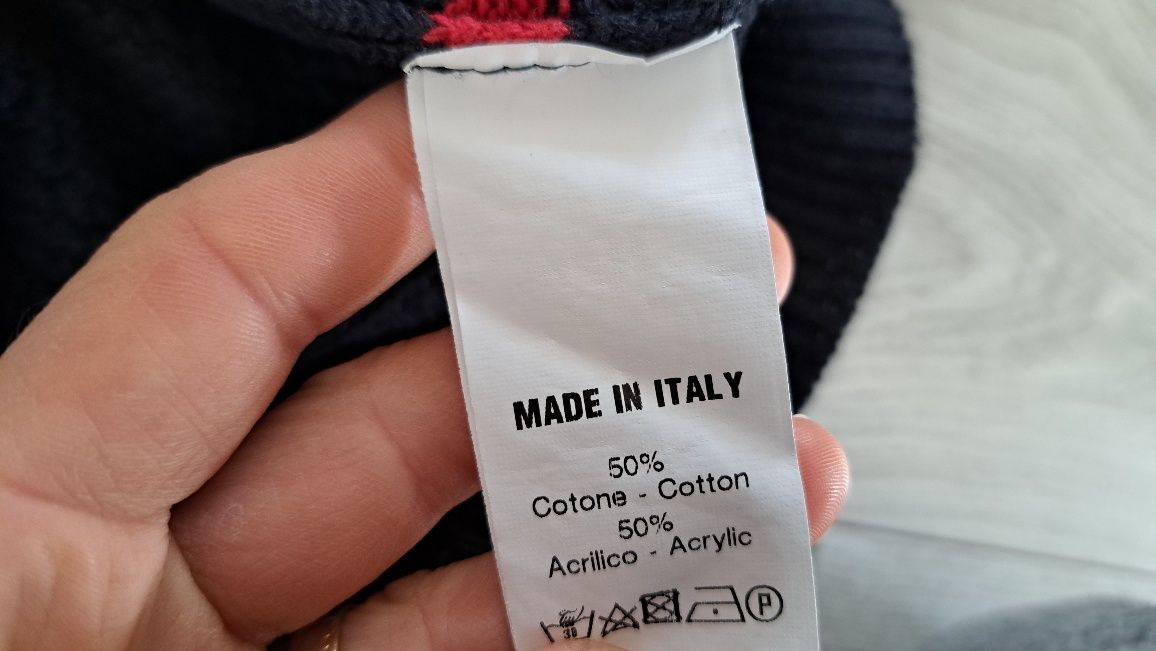 MADE IN ITALY
50%
Cotone - Cotton
50%
Acrilico - Acrylic
30 P